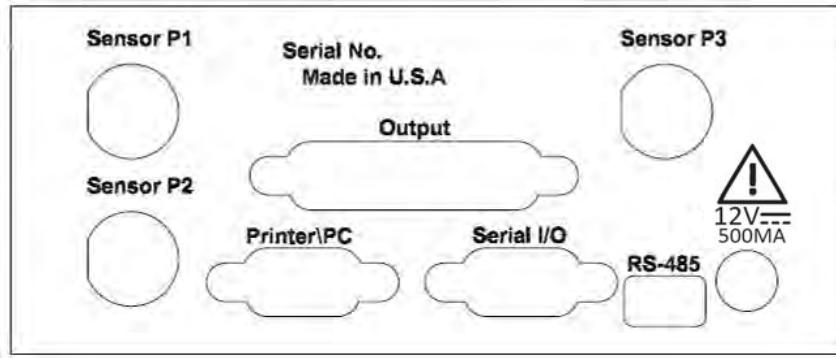 Sensor P1
Serial No.
Made in U.S.A
Sensor P3
Output
Sensor P2
12V
500MA
Printer\PC
Serial I/O
RS-485